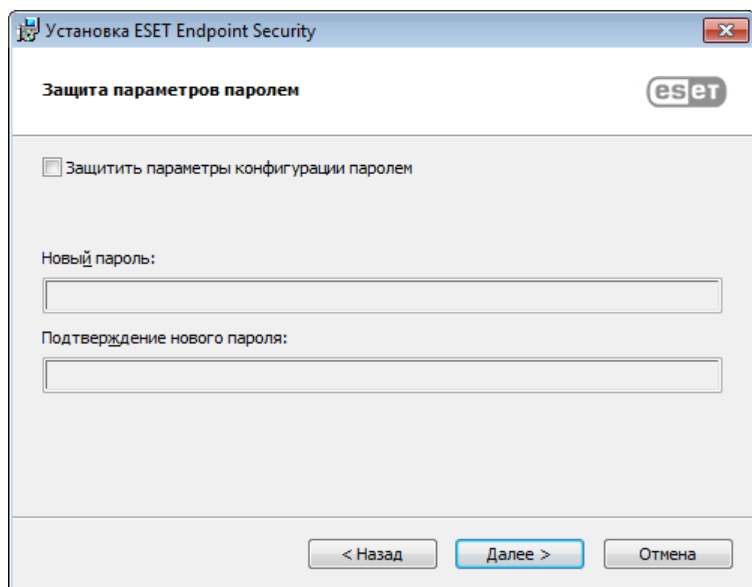 Установка ESET Endpoint Security
Защита параметров паролем
eset
Защитить параметры конфигурации паролем
Новый пароль:
Подтверждение нового пароля:
< Назад
Далее >
Отмена